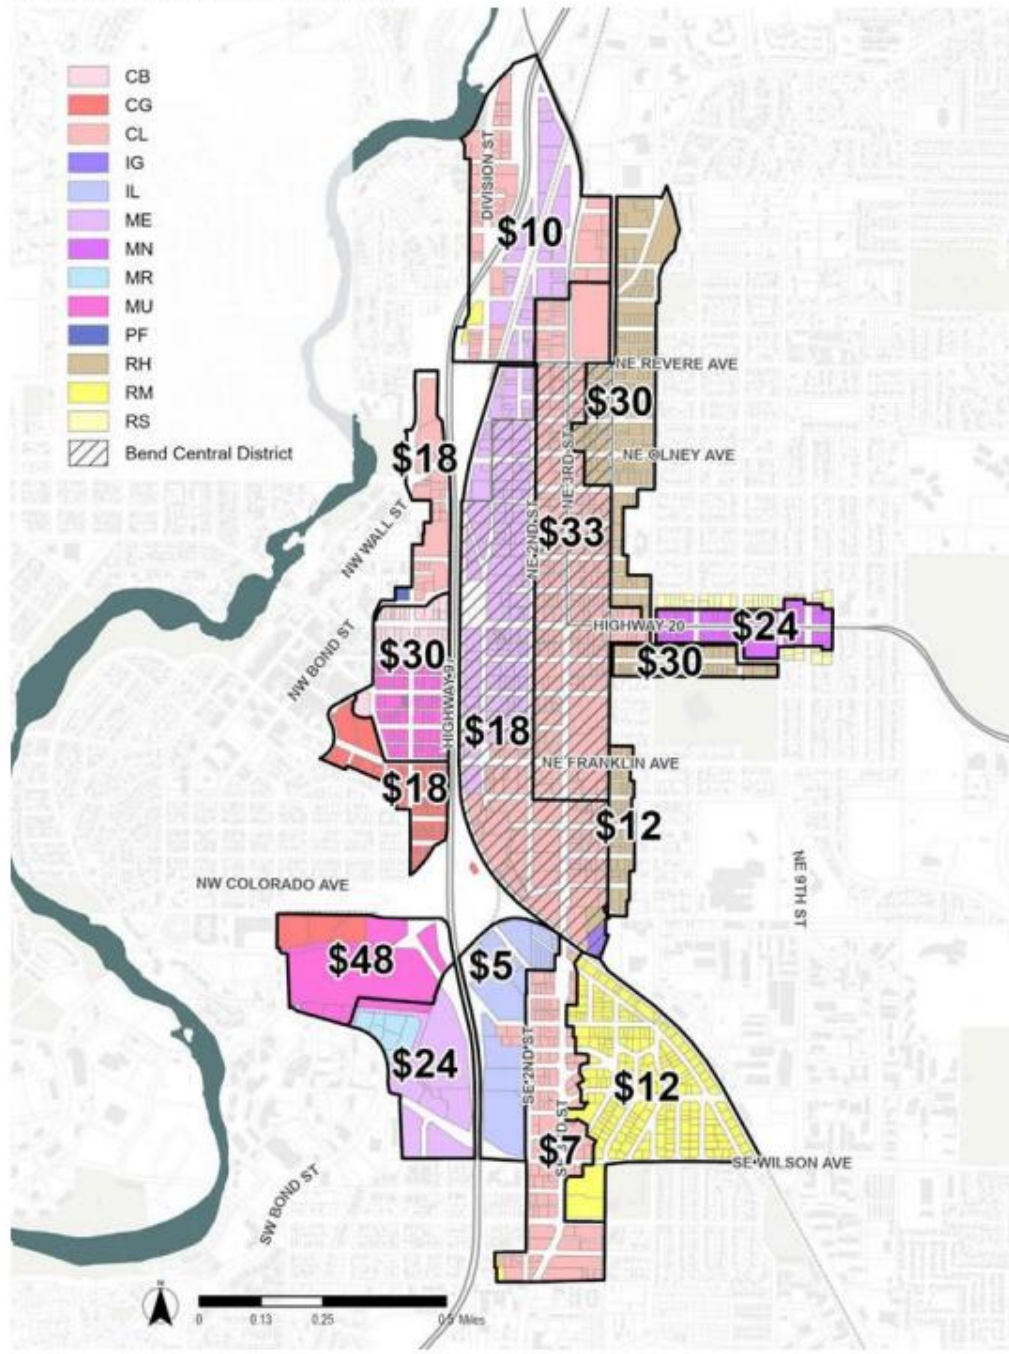 CB
CG
CL
IG
IL
ME
MN
MR
MU
PF
RH
RM
RS
Bend Central District
DIVISION ST
$10
NE REVERE AVE
$30
$18
NE OLNEY AVE
NE 3RD ST
NW WALL ST
NE 2ND ST
$33
HIGHWAY 20
$24
NW BOND ST
$30
$30
HIGHWAY 97
$18
NE FRANKLIN AVE
$18
$12
NW COLORADO AVE
NE 9TH ST
$48
$5
$24
SE 2ND ST
$12
SE 3RD ST
$7
SE WILSON AVE
SW BOND ST
N
0 0.13 0.25 0.5 Miles